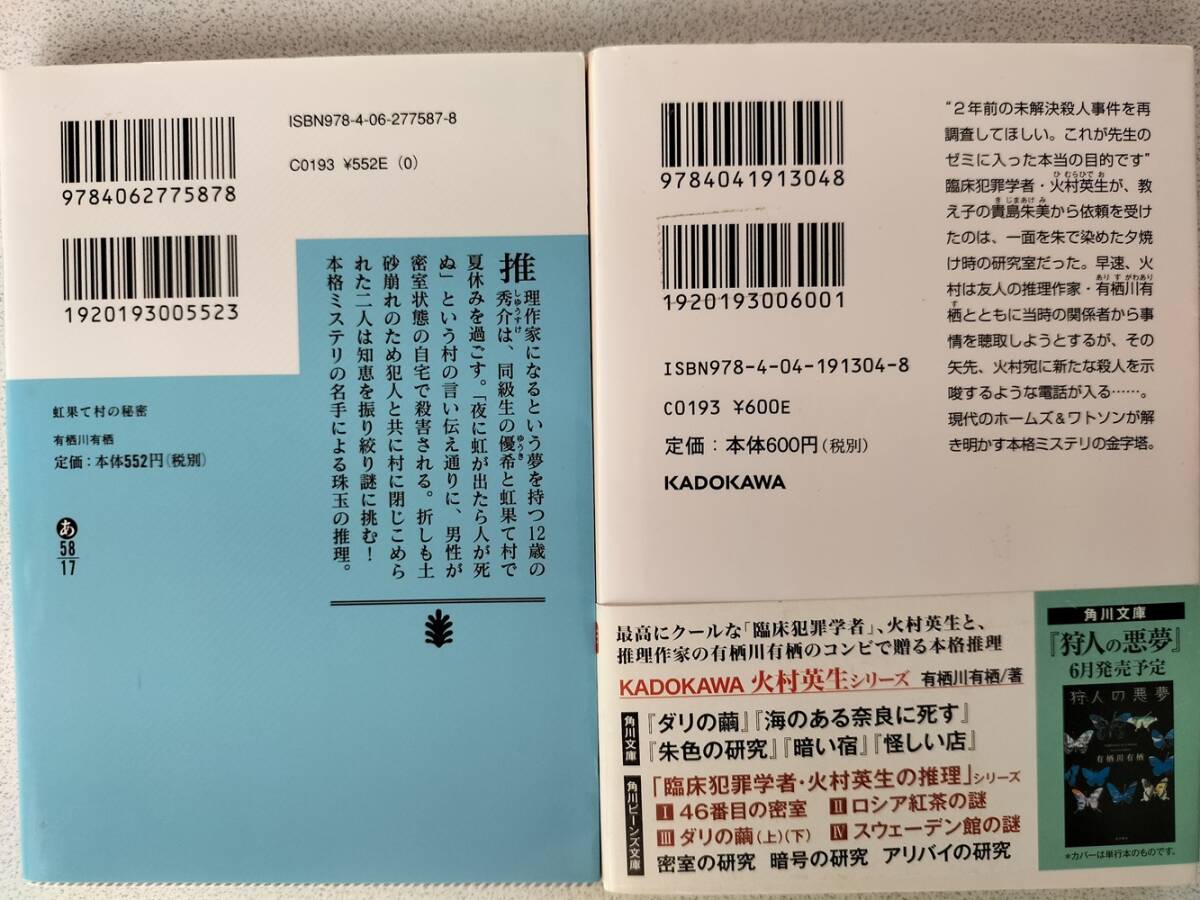 ISBN978-4-06-277587-8
C0193 ¥552E (0)
9784062775878
1920193005523
推理作家になるという夢を持つ12歳の
秀介は、同級生の優希と虹果て村で
しゅうすけ
ゆうき
夏休みを過ごす。「夜に虹が出たら人が死
ぬ」という村の言い伝え通りに、男性が
密室状態の自宅で殺害される。折しも土
砂崩れのため犯人と共に村に閉じこめら
れた二人は知恵を振り絞り謎に挑む！
本格ミステリの名手による珠玉の推理。
虹果て村の秘密
有栖川有栖
定価：本体552円（税別）
あ
58
17
9784041913048
1920193006001
ISBN978-4-04-191304-8
C0193 ¥600E
定価：本体600円（税別）
KADOKAWA
“2年前の未解決殺人事件を再
調査してほしい。これが先生の
ゼミに入った本当の目的です”
ひむらひでお
臨床犯罪学者・火村英生が、教
きじまあけみ
え子の貴島朱美から依頼を受け
たのは、一面を朱で染めた夕焼
け時の研究室だった。早速、火
ありすがわあり
村は友人の推理作家・有栖川有
す
栖とともに当時の関係者から事
情を聴取しようとするが、その
矢先、火村宛に新たな殺人を示
唆するような電話が入る……。
現代のホームズ＆ワトソンが解
き明かす本格ミステリの金字塔。
最高にクールな「臨床犯罪学者」、火村英生と、
推理作家の有栖川有栖のコンビで贈る本格推理
KADOKAWA 火村英生シリーズ 有栖川有栖/著
角川文庫
『ダリの繭』『海のある奈良に死す』
『朱色の研究』『暗い宿』『怪しい店』
角川ビーンズ文庫
「臨床犯罪学者・火村英生の推理」シリーズ
Ⅰ 46番目の密室 Ⅱ ロシア紅茶の謎
Ⅲ ダリの繭（上）（下） Ⅳ スウェーデン館の謎
密室の研究 暗号の研究 アリバイの研究
角川文庫
『狩人の悪夢』
6月発売予定
狩人の悪夢
有栖川有栖
*カバーは単行本のものです。